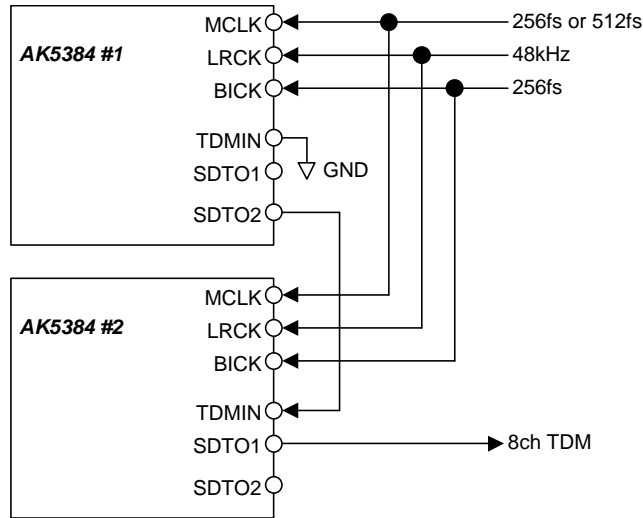 MCLK 256fs or 512fs
AK5384 #1 LRCK 48kHz
BICK 256fs
TDMIN
SDTO1 GND
SDTO2
MCLK
AK5384 #2 LRCK
BICK
TDMIN
SDTO1 8ch TDM
SDTO2